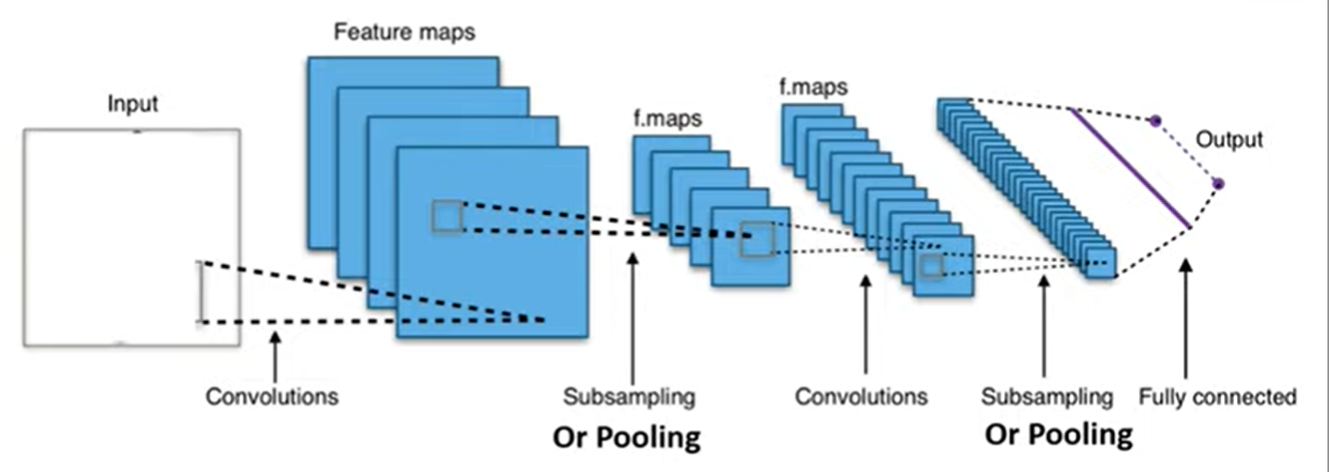 Feature maps
Input
f.maps
f.maps
Output
Convolutions
Subsampling
Convolutions
Subsampling
Fully connected
Or Pooling
Or Pooling